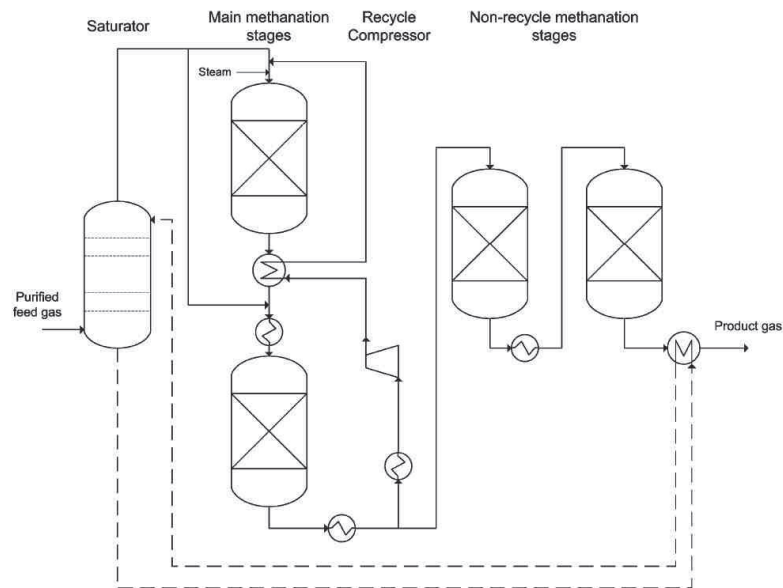 Saturator
Main methanation
stages
Recycle
Compressor
Non-recycle methanation
stages
Steam
Purified
feed gas
Product gas